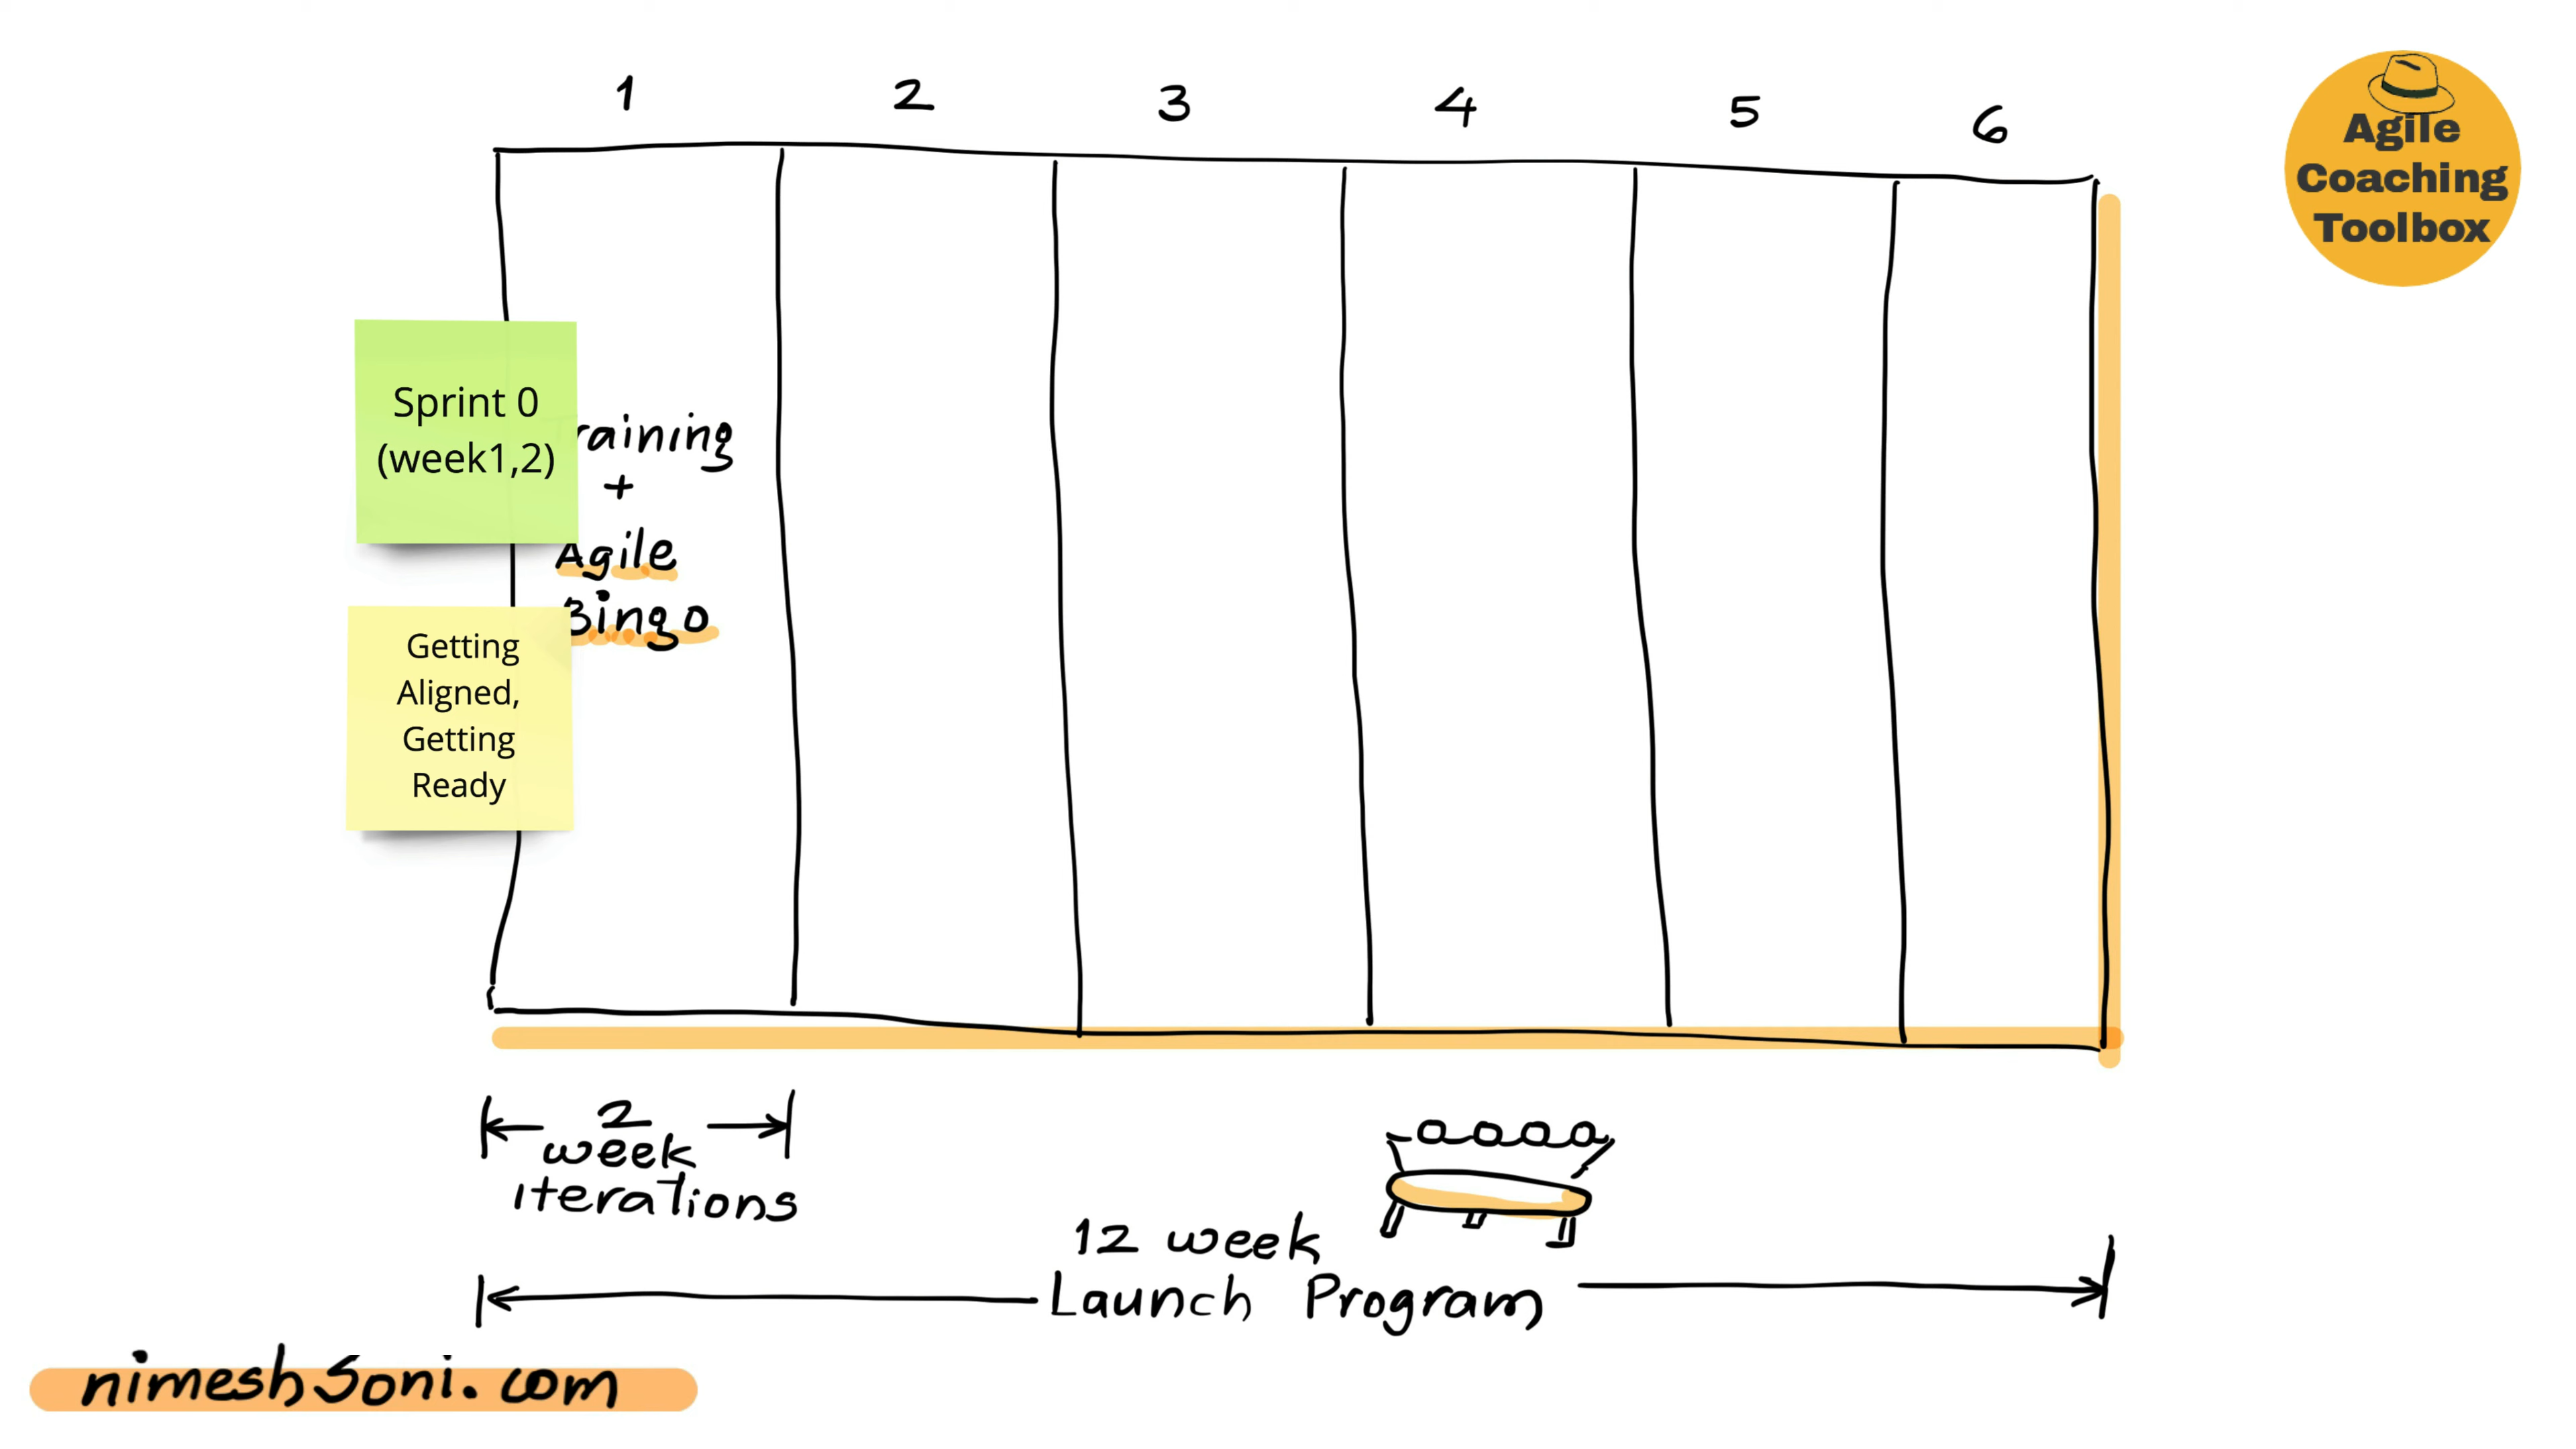 1 2 3 4 5 6
Agile
Coaching
Toolbox
Sprint 0
(week1,2)
raining
+
Agile
Bingo
Getting
Aligned,
Getting
Ready
2
week
iterations
12 week
Launch Program
nimeshsoni.com